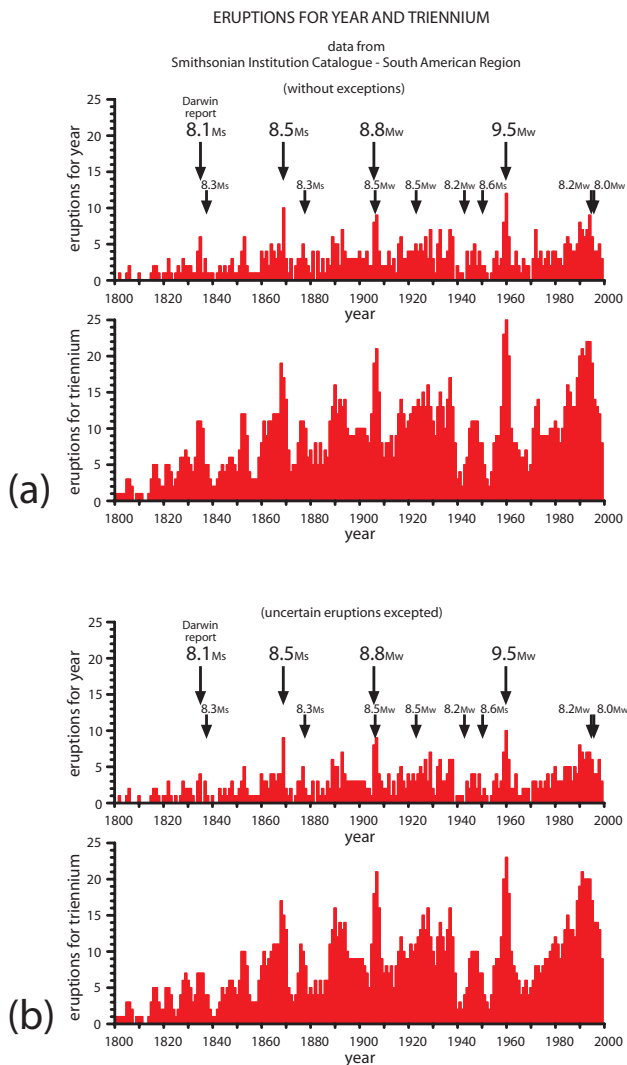 ERUPTIONS FOR YEAR AND TRIENNIUM
data from
Smithsonian Institution Catalogue - South American Region
(without exceptions)
Darwin
report
8.1Ms 8.5Ms 8.8Mw 9.5Mw
8.3Ms 8.3Ms 8.5Mw 8.5Mw 8.2Mw 8.6Ms 8.2Mw 8.0Mw
eruptions for year
25
20
15
10
5
0
1800 1820 1840 1860 1880 1900 1920 1940 1960 1980 2000
year
(a)
eruptions for triennium
25
20
15
10
5
0
1800 1820 1840 1860 1880 1900 1920 1940 1960 1980 2000
year
(uncertain eruptions excepted)
Darwin
report
8.1Ms 8.5Ms 8.8Mw 9.5Mw
8.3Ms 8.3Ms 8.5Mw 8.5Mw 8.2Mw 8.6Ms 8.2Mw 8.0Mw
eruptions for year
25
20
15
10
5
0
1800 1820 1840 1860 1880 1900 1920 1940 1960 1980 2000
year
(b)
eruptions for triennium
25
20
15
10
5
0
1800 1820 1840 1860 1880 1900 1920 1940 1960 1980 2000
year